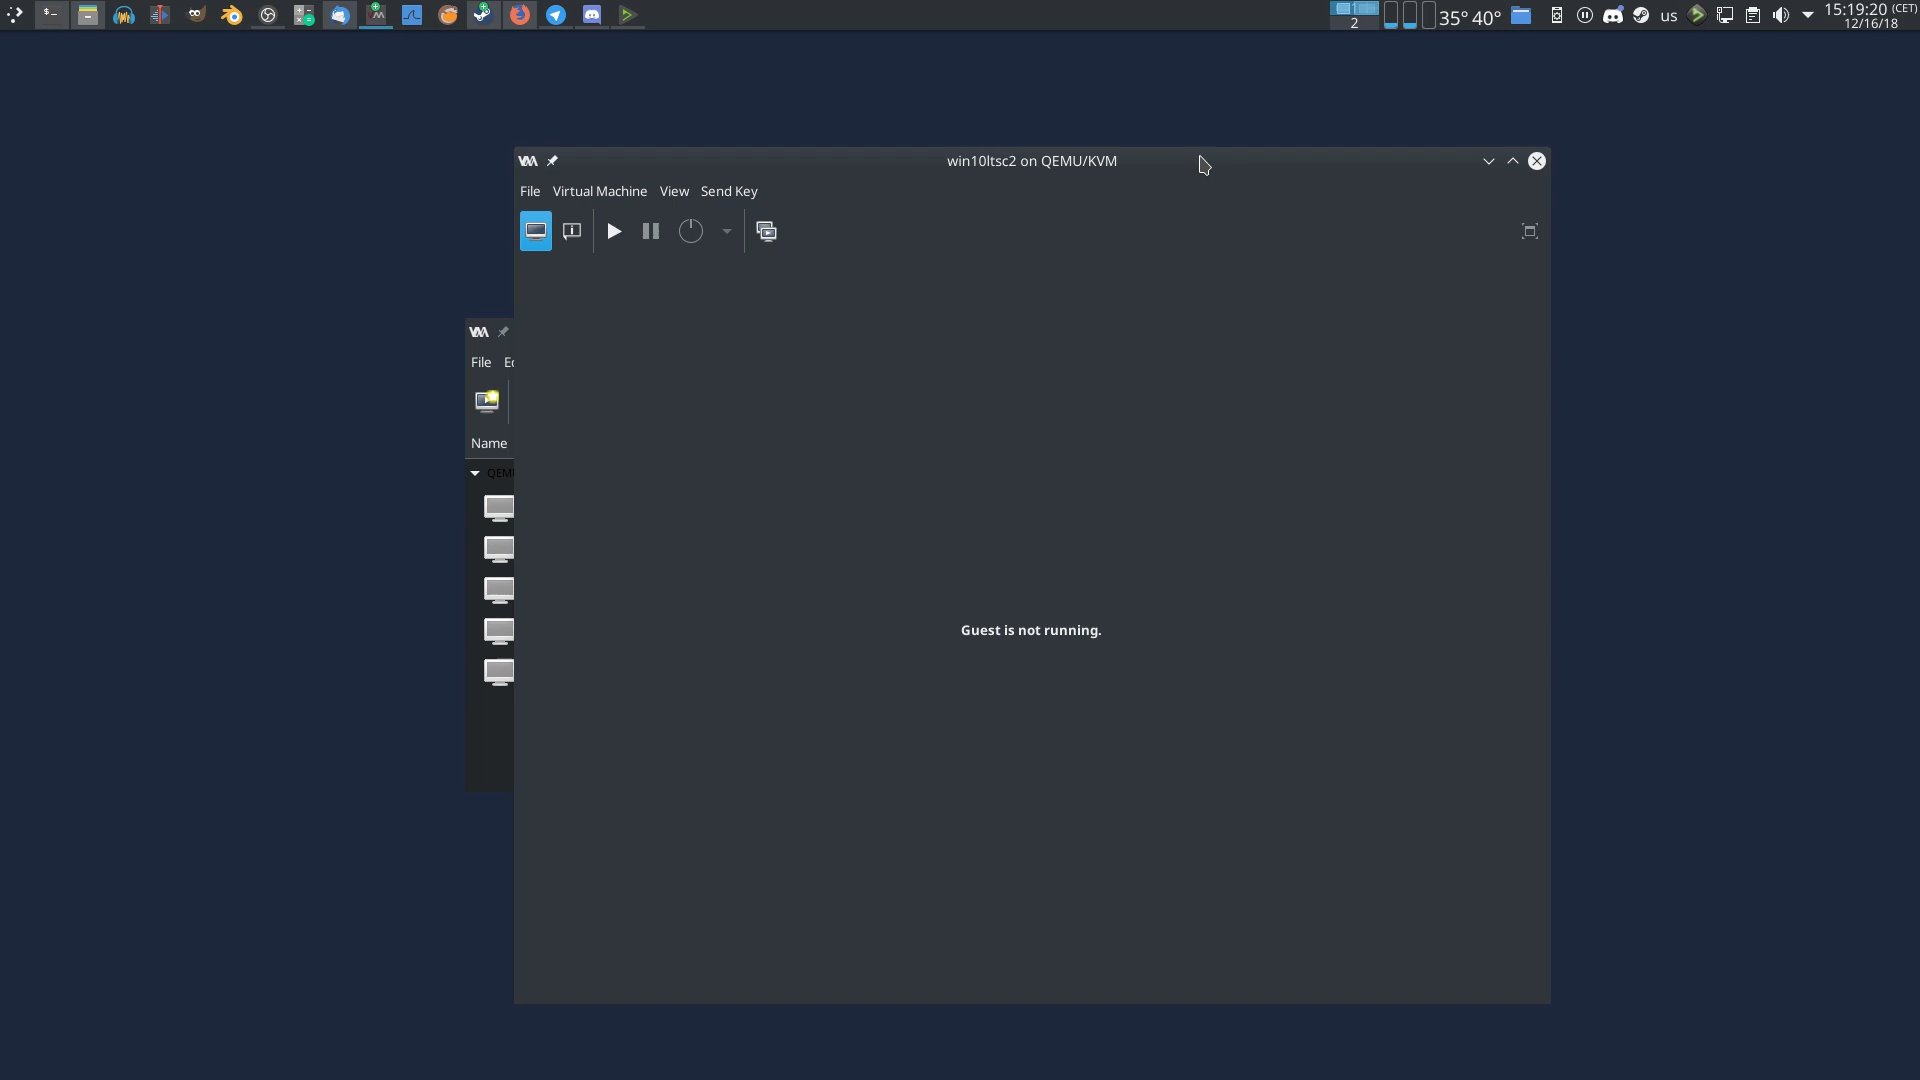 2
35° 40°
us
15:19:20 (CET)
12/16/18
win10ltsc2 on QEMU/KVM
File Virtual Machine View Send Key
File
Name
Guest is not running.